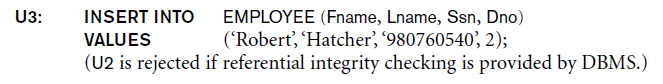 U3: INSERT INTO EMPLOYEE (Fname, Lname, Ssn, Dno)
VALUES (‘Robert’, ‘Hatcher’, ‘980760540’, 2);
(U2 is rejected if referential integrity checking is provided by DBMS.)